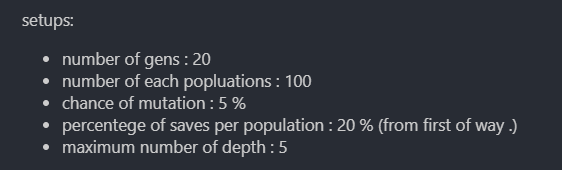 setups:
• number of gens : 20
• number of each popluations : 100
• chance of mutation : 5 %
• percentege of saves per population : 20 % (from first of way .)
• maximum number of depth : 5